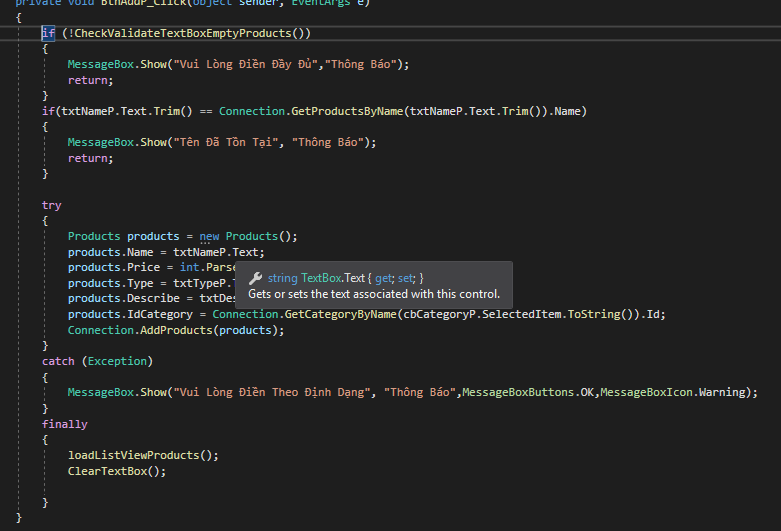 private void BtnAddP_Click(object sender, EventArgs e)
{
if (!CheckValidateTextBoxEmptyProducts())
{
MessageBox.Show("Vui Lòng Điền Đầy Đủ","Thông Báo");
return;
}
if(txtNameP.Text.Trim() == Connection.GetProductsByName(txtNameP.Text.Trim()).Name)
{
MessageBox.Show("Tên Đã Tồn Tại", "Thông Báo");
return;
}
try
{
Products products = new Products();
products.Name = txtNameP.Text;
products.Price = int.Parse
string TextBox.Text { get; set; }
products.Type = txtTypeP.
Gets or sets the text associated with this control.
products.Describe = txtDes
products.IdCategory = Connection.GetCategoryByName(cbCategoryP.SelectedItem.ToString()).Id;
Connection.AddProducts(products);
}
catch (Exception)
{
MessageBox.Show("Vui Lòng Điền Theo Định Dạng", "Thông Báo",MessageBoxButtons.OK,MessageBoxIcon.Warning);
}
finally
{
loadListViewProducts();
ClearTextBox();
}
}